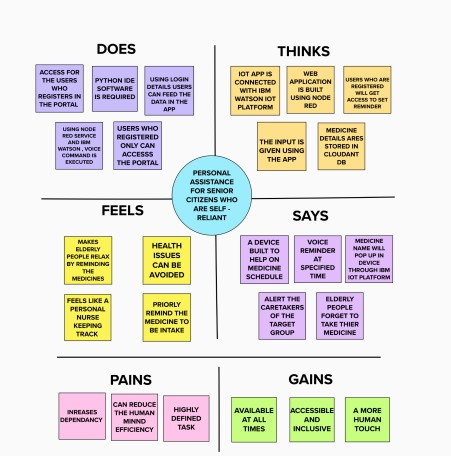 DOES
ACCESS FOR
THE USERS
WHO
REGISTERS IN
THE PORTAL
PYTHON IDE
SOFTWARE
IS REQUIRED
USING LOGIN
DETAILS USERS
CAN FEED THE
DATA IN THE
APP
USING NODE
RED SERVICE
AND IBM
WATSON , VOICE
COMMAND IS
EXECUTED
USERS WHO
REGISTERED
ONLY CAN
ACCESSS
THE PORTAL
THINKS
IOT APP IS
CONNECTED
WITH IBM
WATSON IOT
PLATFORM
WEB
APPLICATION
IS BUILT
USING NODE
RED
USERS WHO ARE
REGISTERED
WILL GET
ACCESS TO SET
REMINDER
THE INPUT IS
GIVEN USING
THE APP
MEDICINE
DETAILS ARES
STORED IN
CLOUDANT
DB
PERSONAL
ASSISTANCE
FOR SENIOR
CITIZENS WHO
ARE SELF -
RELIANT
FEELS
MAKES
ELDERLY
PEOPLE RELAX
BY REMINDING
THE
MEDICINES
HEALTH
ISSUES
CAN BE
AVOIDED
FEELS LIKE A
PERSONAL
NURSE
KEEPING
TRACK
PRIORLY
REMIND THE
MEDICINE TO
BE INTAKE
SAYS
A DEVICE
BUILT TO
HELP ON
MEDICINE
SCHEDULE
VOICE
REMINDER
AT
SPECIFIED
TIME
MEDICINE
NAME WILL
POP UP IN
DEVICE
THROUGH IBM
IOT PLATFORM
ALERT THE
CARETAKERS
OF THE
TARGET
GROUP
ELDERLY
PEOPLE
FORGET TO
TAKE THIER
MEDICINE
PAINS
INREASES
DEPENDANCY
CAN REDUCE
THE HUMAN
MINND
EFFICIENCY
HIGHLY
DEFINED
TASK
GAINS
AVAILABLE
AT ALL
TIMES
ACCESSIBLE
AND
INCLUSIVE
A MORE
HUMAN
TOUCH